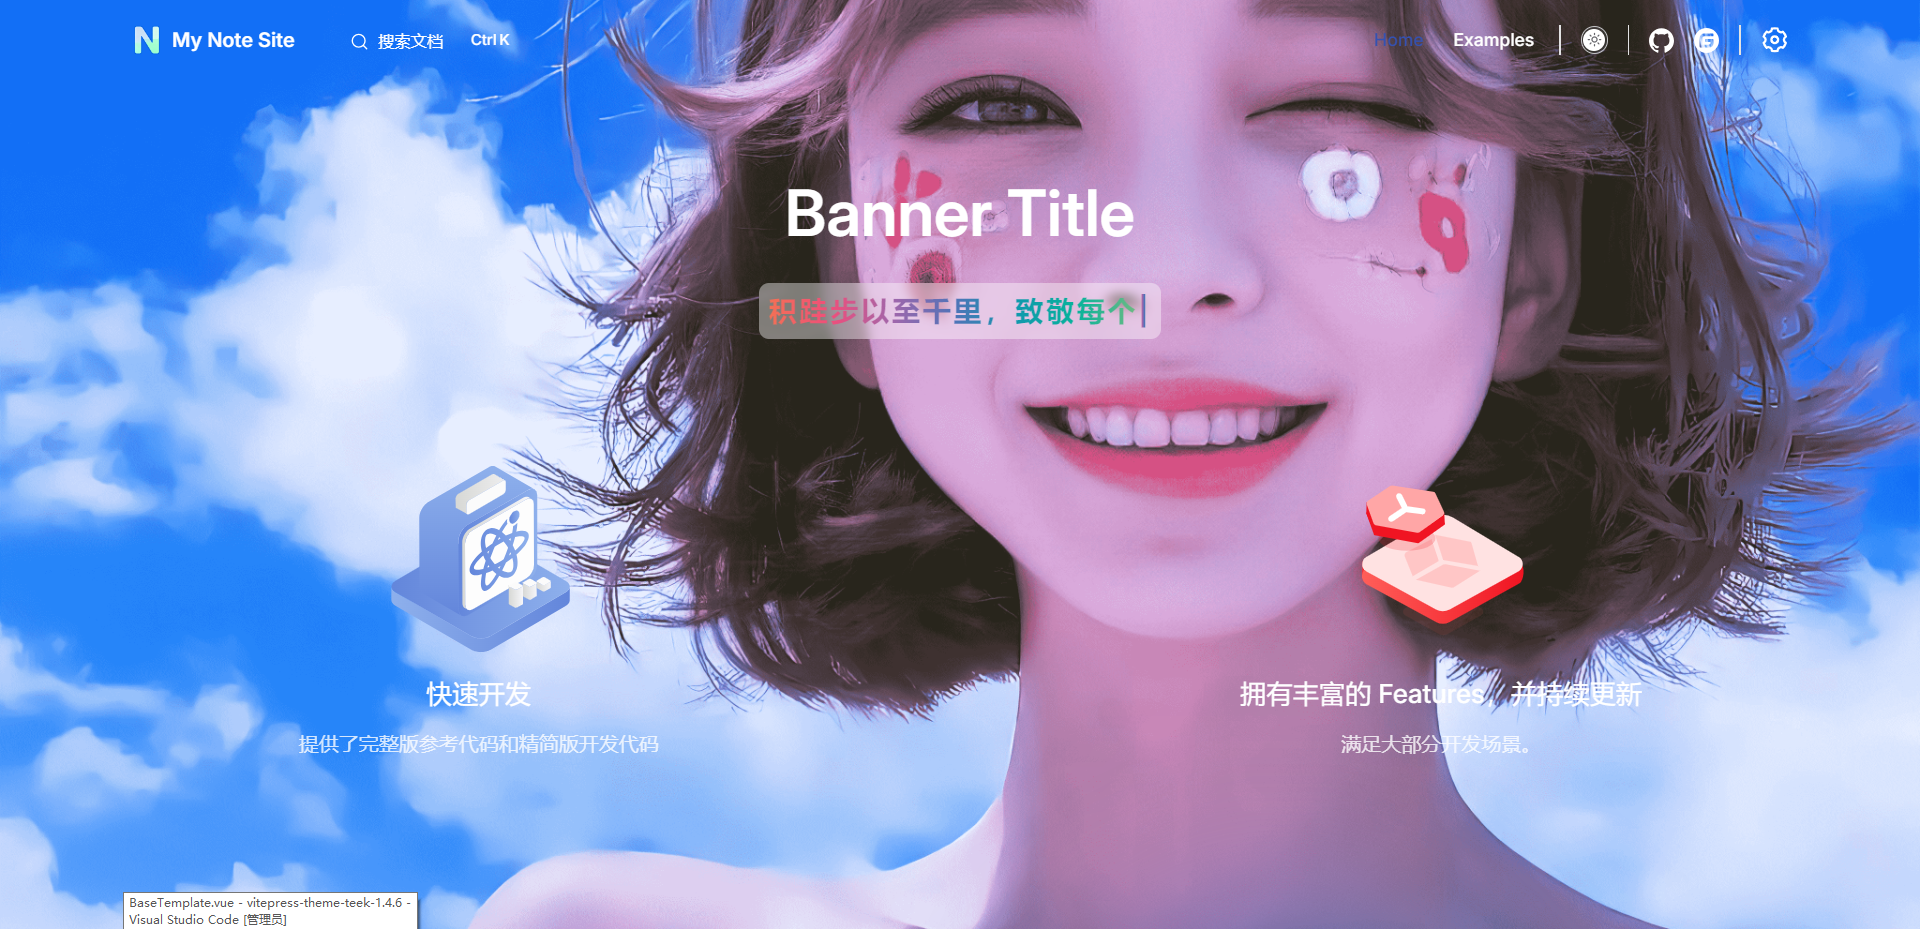 My Note Site
搜索文档
Ctrl K
Home
Examples
Banner Title
积跬步以至千里，致敬每个
快速开发
提供了完整版参考代码和精简版开发代码
拥有丰富的 Features，并持续更新
满足大部分开发场景。
BaseTemplate.vue - vitepress-theme-teek-1.4.6 -
Visual Studio Code [管理员]